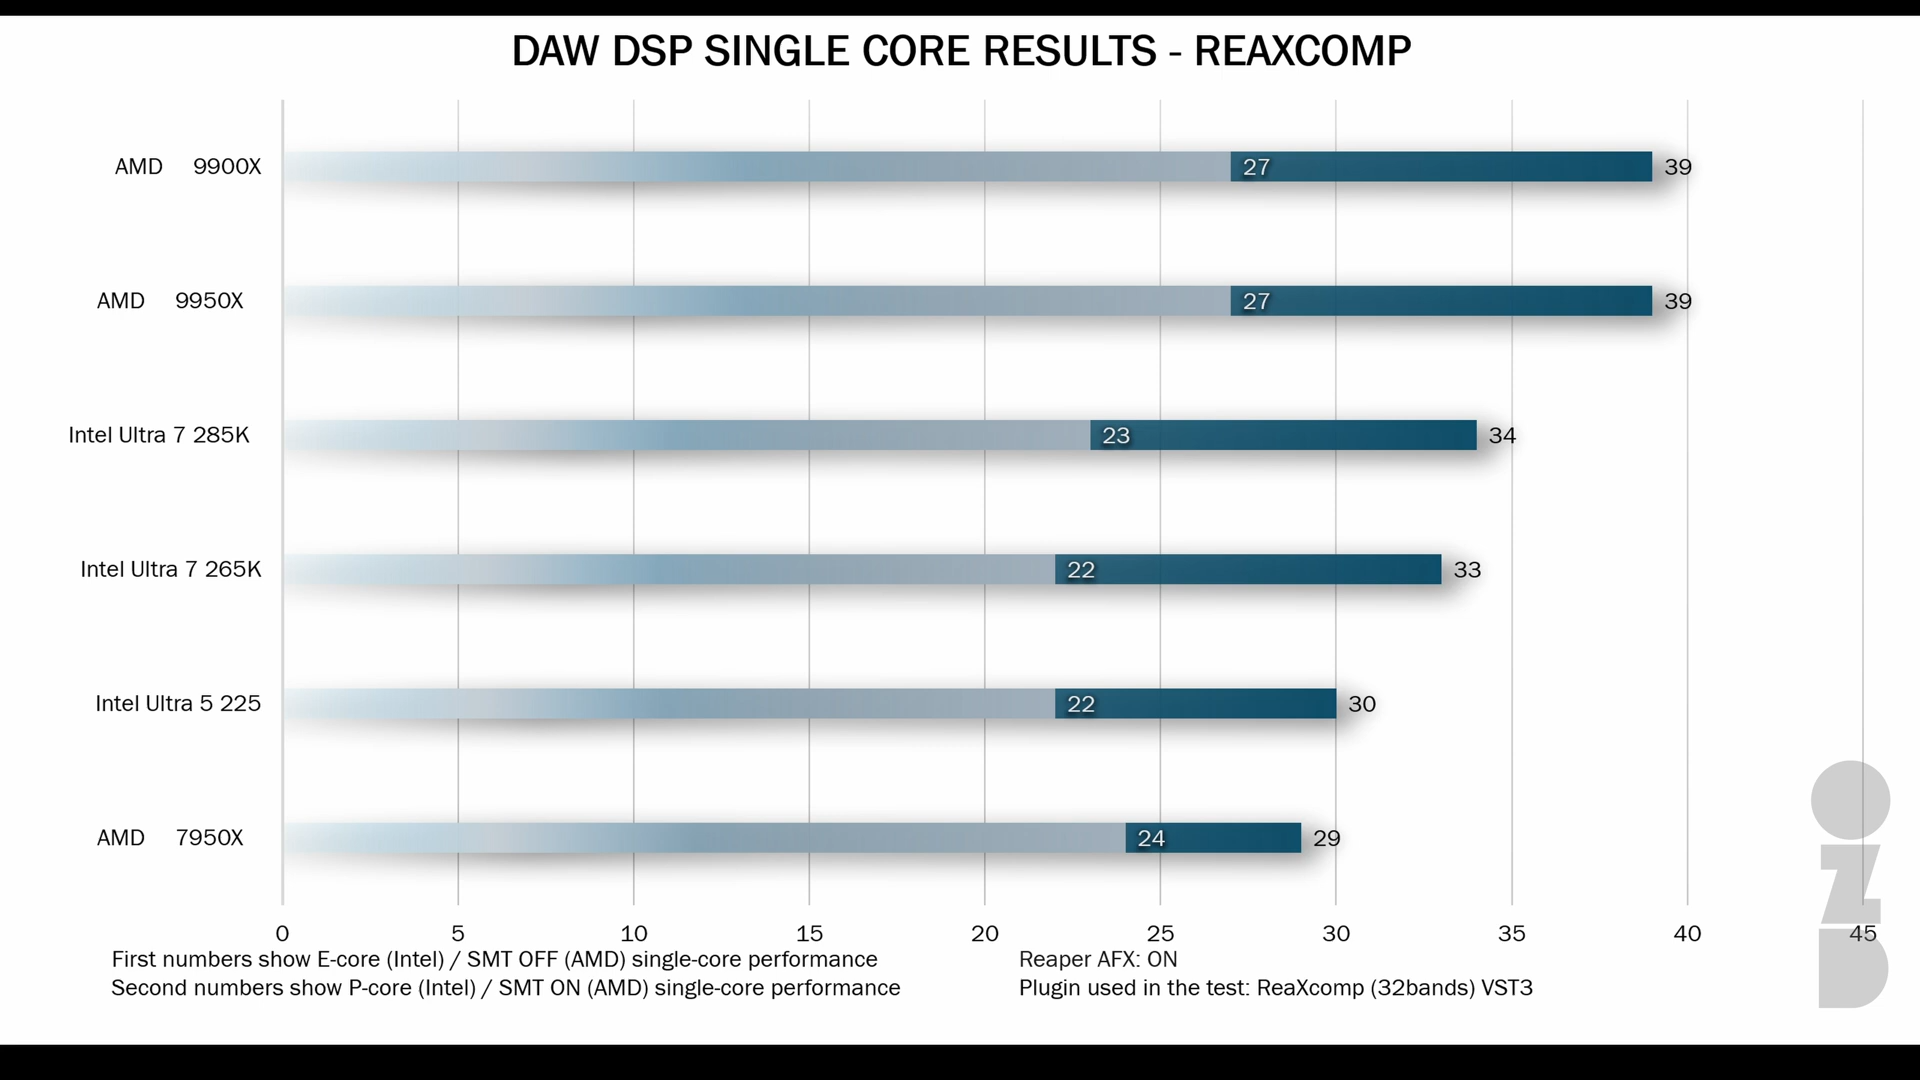 DAW DSP SINGLE CORE RESULTS - REAXCOMP
AMD 9900X 27 39
AMD 9950X 27 39
Intel Ultra 7 285K 23 34
Intel Ultra 7 265K 22 33
Intel Ultra 5 225 22 30
AMD 7950X 24 29
0 5 10 15 20 25 30 35 40 45
First numbers show E-core (Intel) / SMT OFF (AMD) single-core performance
Second numbers show P-core (Intel) / SMT ON (AMD) single-core performance
Reaper AFX: ON
Plugin used in the test: ReaXcomp (32bands) VST3
OZD